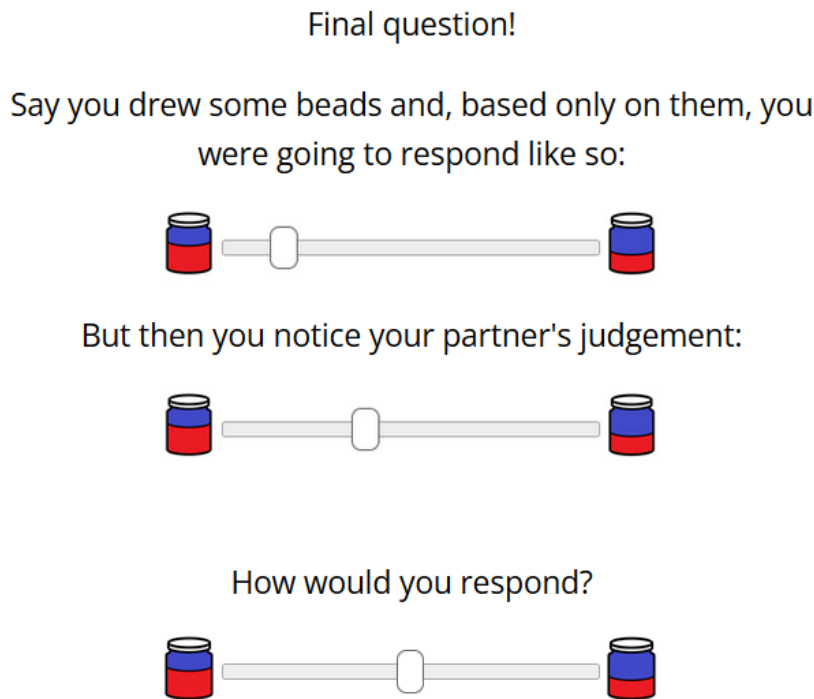 Final question!
Say you drew some beads and, based only on them, you
were going to respond like so:
But then you notice your partner's judgement:
How would you respond?